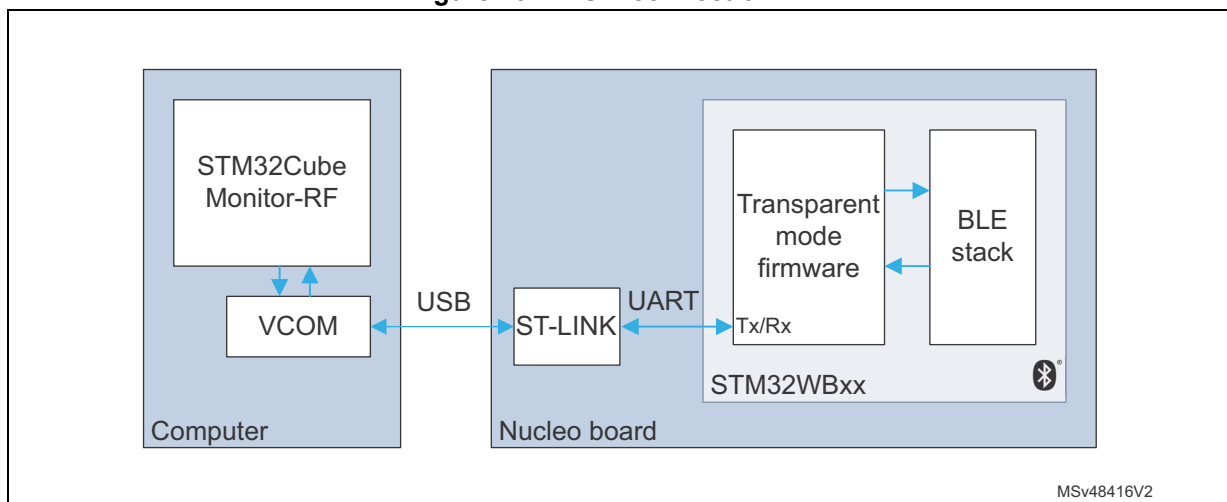 STM32Cube
Monitor-RF
VCOM
Computer
USB
ST-LINK
UART
Transparent
mode
firmware
Tx/Rx
BLE
stack
STM32WBxx
®
Nucleo board
MSv48416V2